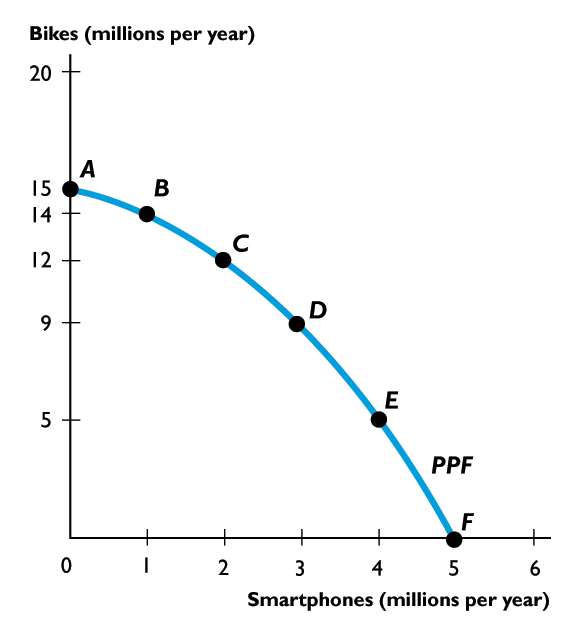 Bikes (millions per year)
20
A
15
B
14
C
12
D
9
E
5
PPF
F
0 1 2 3 4 5 6
Smartphones (millions per year)